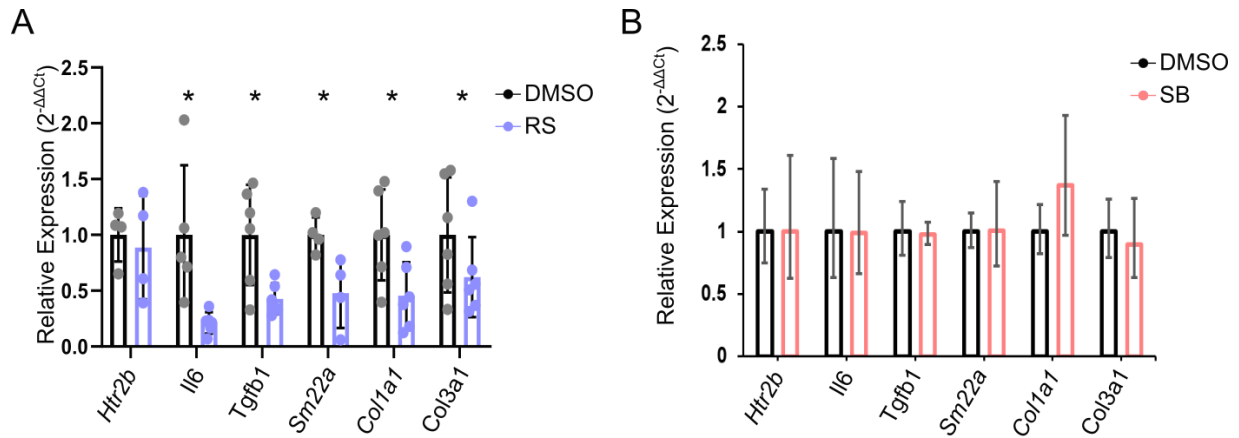 A
Relative Expression (2^-ΔΔCt)
2.5
2.0
1.5
1.0
0.5
0.0
* * * * *
DMSO
RS
Htr2b
Il6
Tgfb1
Sm22a
Col1a1
Col3a1
B
Relative Expression (2^-ΔΔCt)
2.5
2
1.5
1
0.5
0
DMSO
SB
Htr2b
Il6
Tgfb1
Sm22a
Col1a1
Col3a1